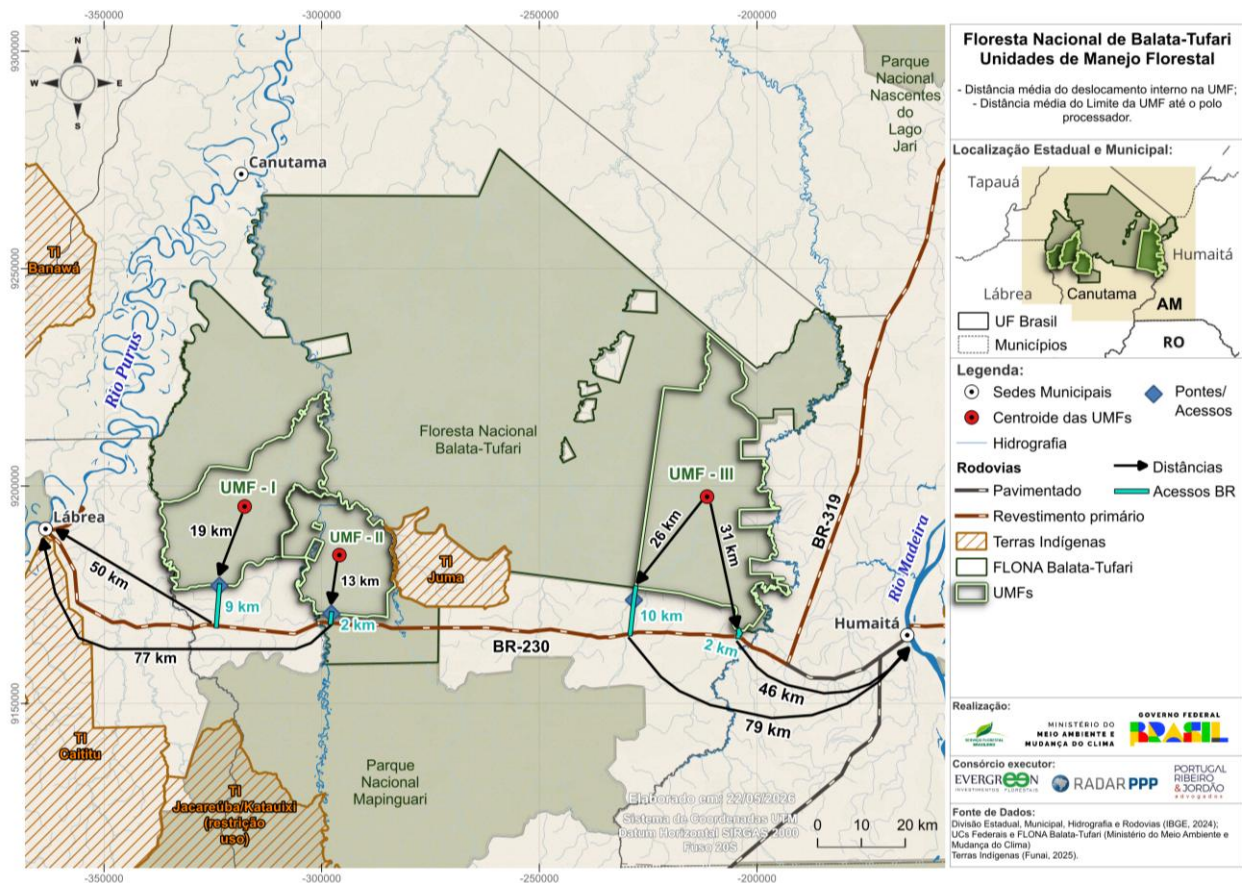 -350000
-300000
-250000
-200000
9300000
9250000
9200000
9150000
-350000
-300000
-250000
-200000
N
W
E
S
Canutama
Parque
Nacional
Nascentes
do
Lago
Jari
TI
Banawá
Rio Purus
Floresta Nacional
Balata-Tufari
UMF - I
UMF - II
UMF - III
19 km
13 km
26 km
31 km
Lábrea
50 km
9 km
2 km
77 km
TI
Juma
BR-230
10 km
2 km
46 km
79 km
BR-319
Rio Madeira
Humaitá
TI
Caititu
TI
Jacareúba/Katauixi
(restrição
uso)
Parque
Nacional
Mapinguari
Elaborado em: 22/05/2026
Sistema de Coordenadas UTM
Datum Horizontal SIRGAS 2000
Fuso 20S
0 10 20 km
Floresta Nacional de Balata-Tufari
Unidades de Manejo Florestal
- Distância média do deslocamento interno na UMF;
- Distância média do Limite da UMF até o polo
processador.
Localização Estadual e Municipal:
Tapauá
Humaitá
Lábrea
Canutama
AM
RO
UF Brasil
Municípios
Legenda:
Sedes Municipais
Pontes/
Acessos
Centroide das UMFs
Hidrografia
Rodovias
Distâncias
Pavimentado
Acessos BR
Revestimento primário
Terras Indígenas
FLONA Balata-Tufari
UMFs
Realização:
SERVIÇO FLORESTAL
BRASILEIRO
MINISTÉRIO DO
MEIO AMBIENTE E
MUDANÇA DO CLIMA
GOVERNO FEDERAL
BRASIL
Consórcio executor:
EVERGREEN
INVESTIMENTOS FLORESTAIS
RADAR PPP
PORTUGAL
RIBEIRO
& JORDÃO
advogados
Fonte de Dados:
Divisão Estadual, Municipal, Hidrografia e Rodovias (IBGE, 2024);
UCs Federais e FLONA Balata-Tufari (Ministério do Meio Ambiente e
Mudança do Clima)
Terras Indígenas (Funai, 2025).